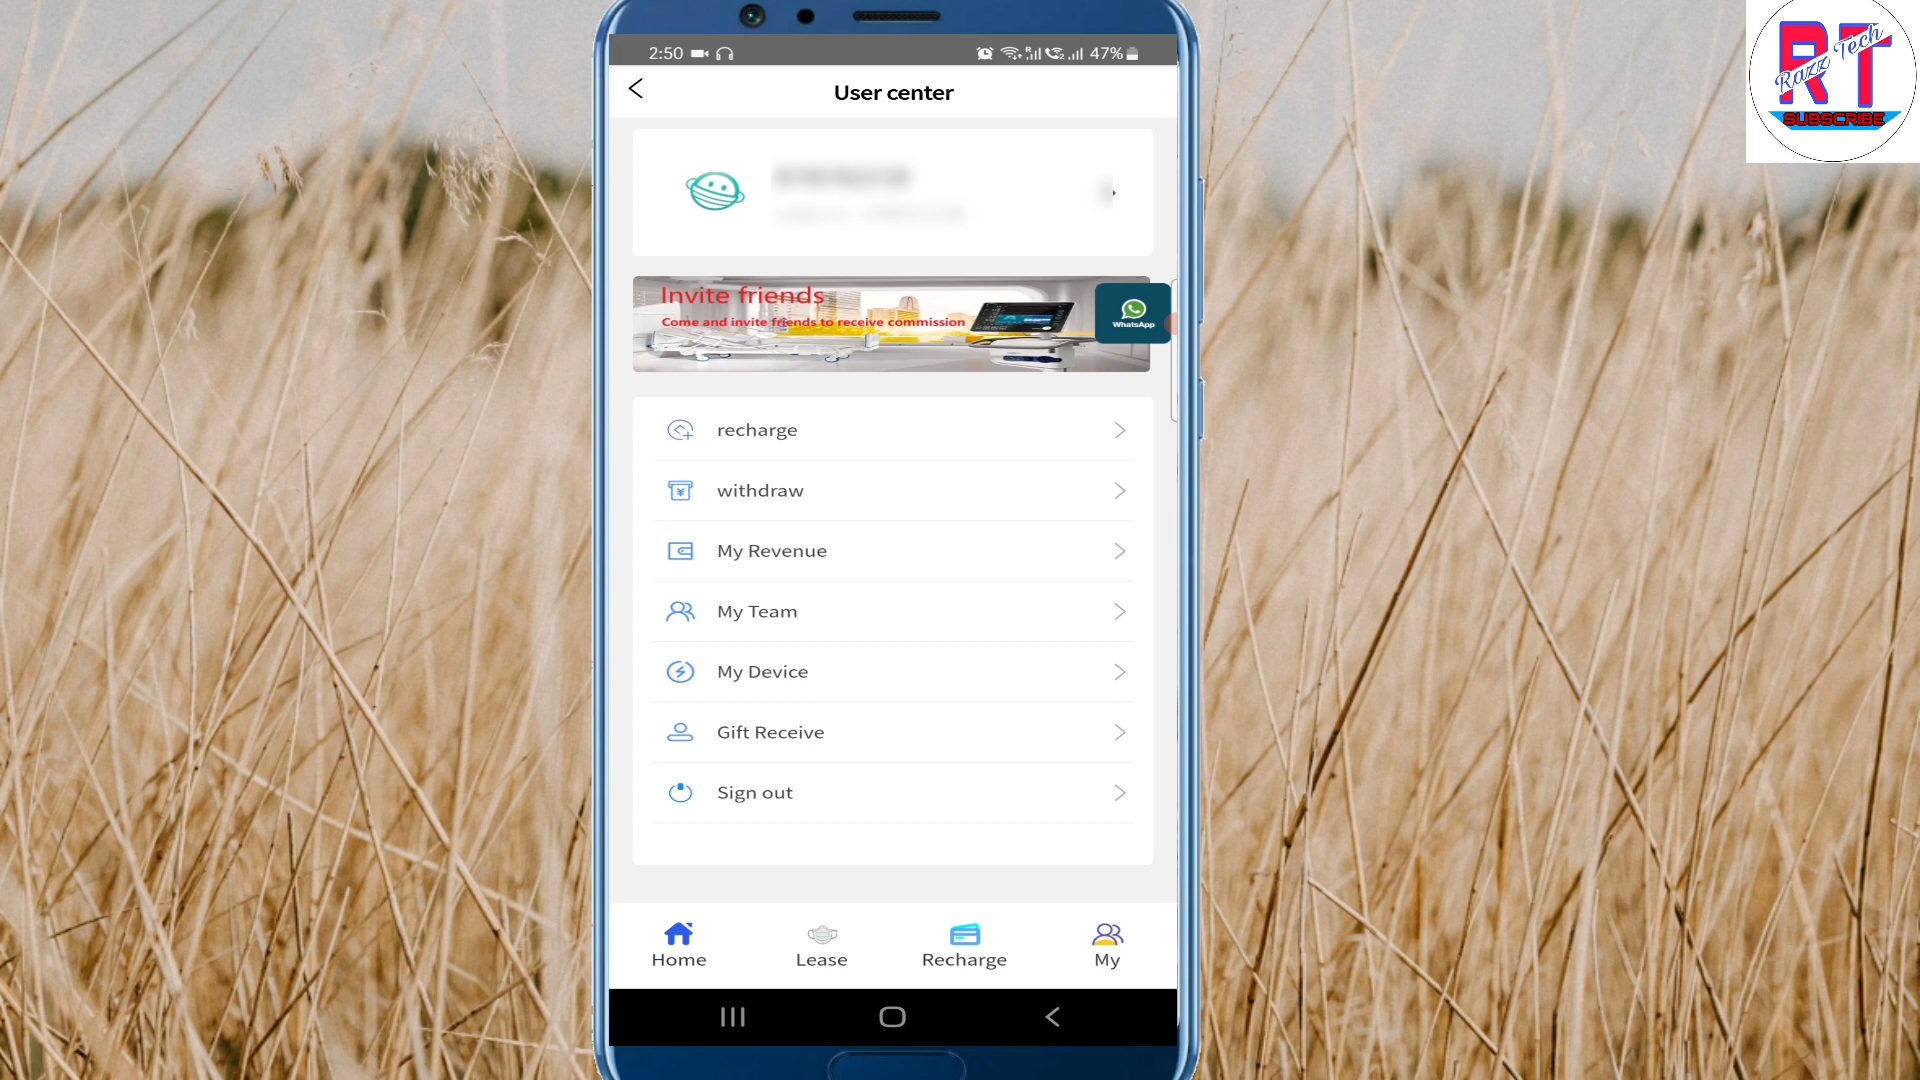 2:50
47%
User center
Invite friends
Come and invite friends to receive commission
WhatsApp
recharge
withdraw
My Revenue
My Team
My Device
Gift Receive
Sign out
Home
Lease
Recharge
My
RT
Razz Tech
SUBSCRIBE